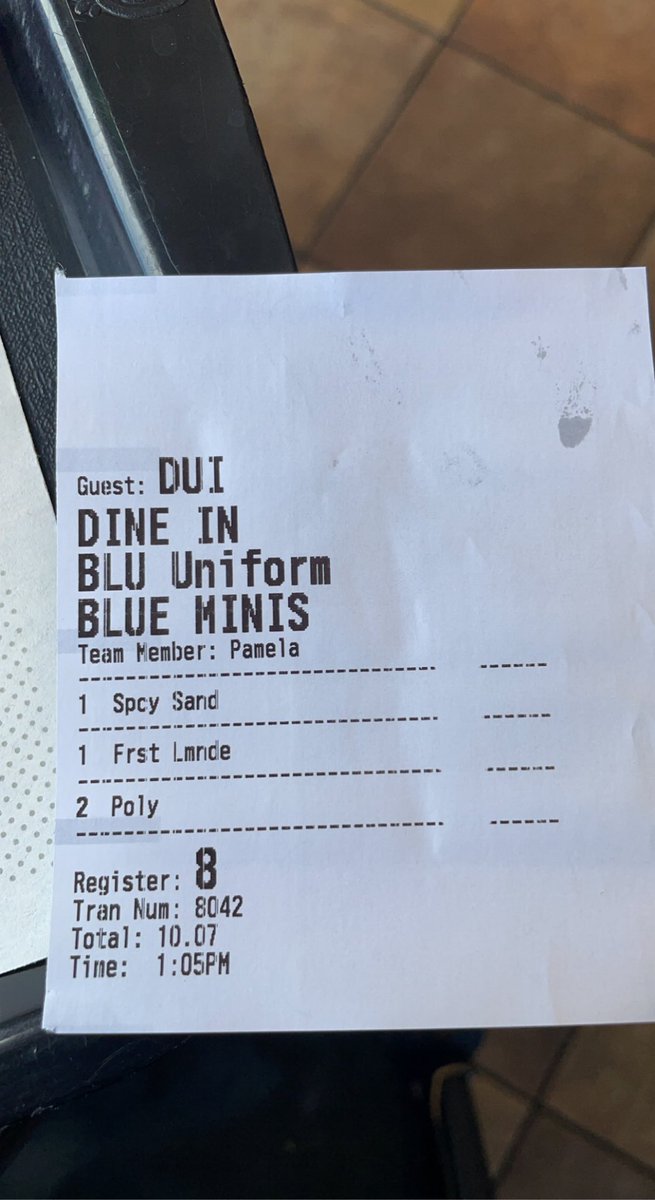 Guest: DUI
DINE IN
BLU Uniform
BLUE MINIS
Team Member: Pamela
1 Spcy Sand
1 Frst Lmnde
2 Poly
Register: 8
Tran Num: 8042
Total: 10.07
Time: 1:05PM